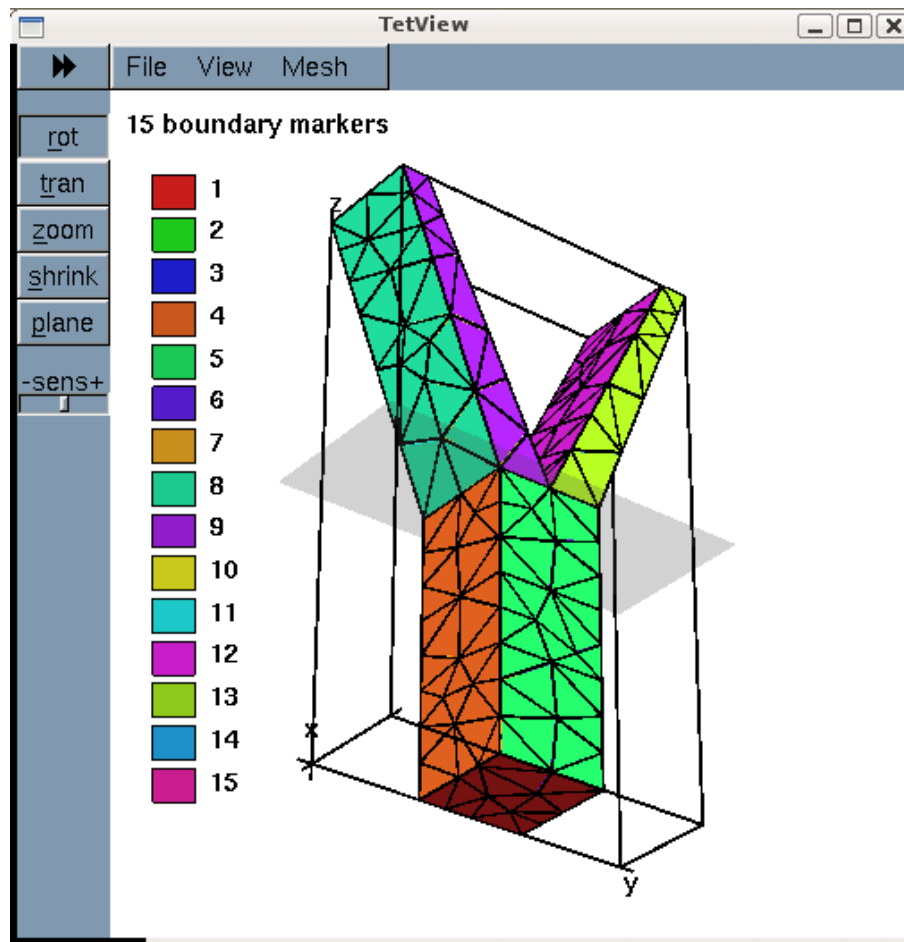 TetView
File View Mesh
rot
tran
zoom
shrink
plane
-sens+
15 boundary markers
1
2
3
4
5
6
7
8
9
10
11
12
13
14
15
z
x
y